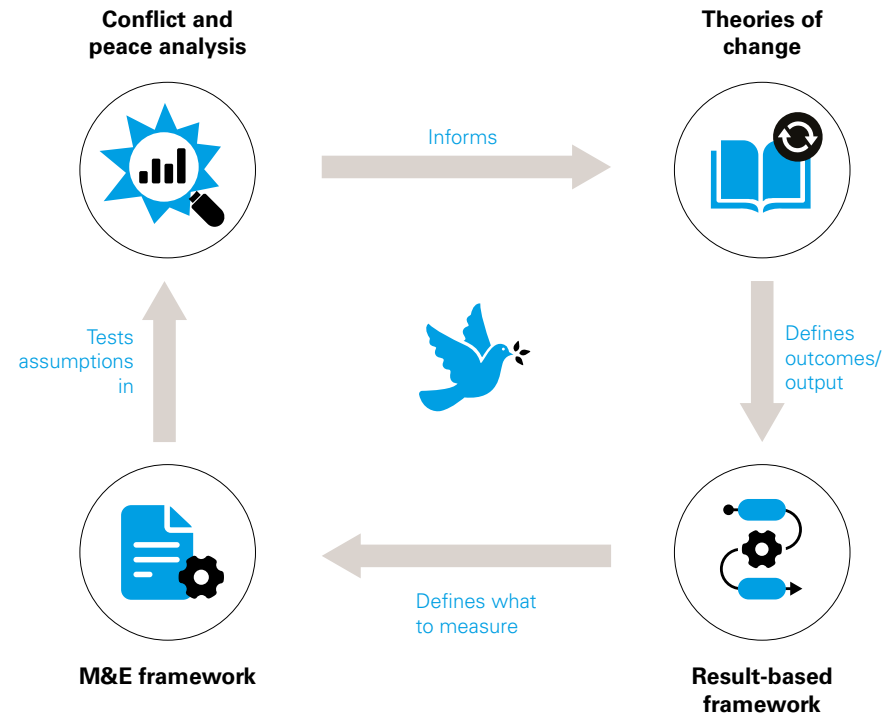 Conflict and
peace analysis
Theories of
change
Informs
Tests
assumptions
in
Defines
outcomes/
output
Defines what
to measure
M&E framework
Result-based
framework